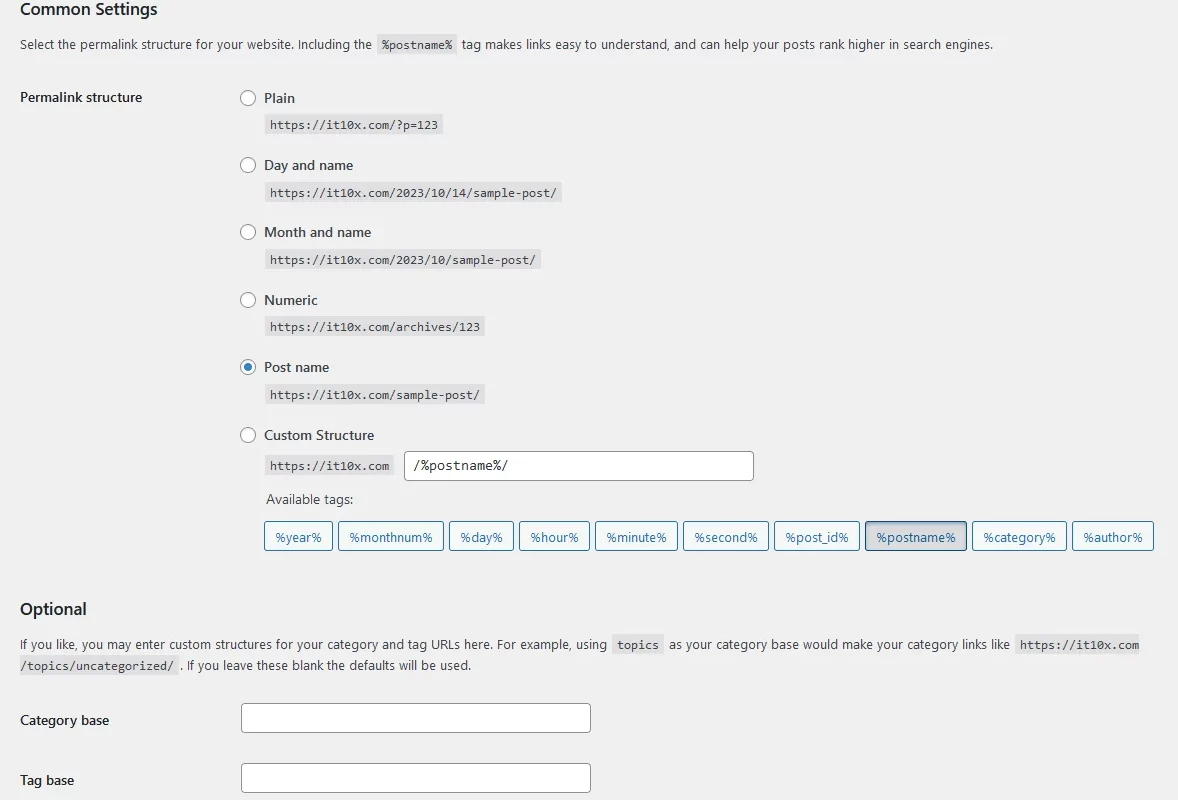 Common Settings
Select the permalink structure for your website. Including the %postname% tag makes links easy to understand, and can help your posts rank higher in search engines.
Permalink structure
Plain
https://it10x.com/?p=123
Day and name
https://it10x.com/2023/10/14/sample-post/
Month and name
https://it10x.com/2023/10/sample-post/
Numeric
https://it10x.com/archives/123
Post name
https://it10x.com/sample-post/
Custom Structure
https://it10x.com /%postname%/
Available tags:
%year% %monthnum% %day% %hour% %minute% %second% %post_id% %postname% %category% %author%
Optional
If you like, you may enter custom structures for your category and tag URLs here. For example, using topics as your category base would make your category links like https://it10x.com
/topics/uncategorized/ . If you leave these blank the defaults will be used.
Category base
Tag base